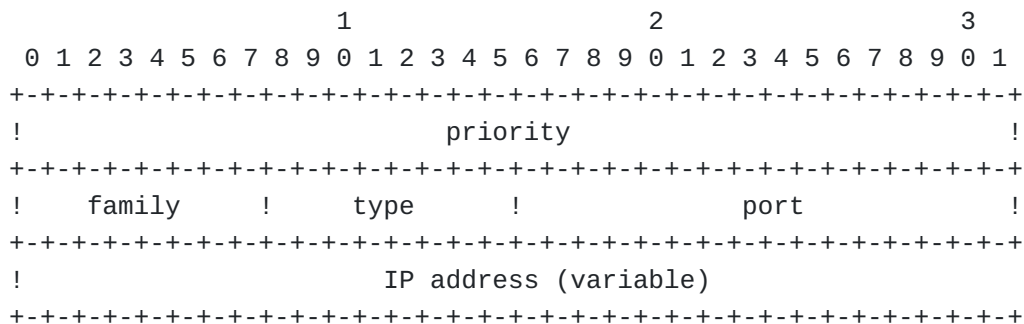 1                   2                   3
 0 1 2 3 4 5 6 7 8 9 0 1 2 3 4 5 6 7 8 9 0 1 2 3 4 5 6 7 8 9 0 1
+-+-+-+-+-+-+-+-+-+-+-+-+-+-+-+-+-+-+-+-+-+-+-+-+-+-+-+-+-+-+-+-+
!                           priority                            !
+-+-+-+-+-+-+-+-+-+-+-+-+-+-+-+-+-+-+-+-+-+-+-+-+-+-+-+-+-+-+-+-+
!    family     !     type      !              port             !
+-+-+-+-+-+-+-+-+-+-+-+-+-+-+-+-+-+-+-+-+-+-+-+-+-+-+-+-+-+-+-+-+
!                       IP address (variable)
+-+-+-+-+-+-+-+-+-+-+-+-+-+-+-+-+-+-+-+-+-+-+-+-+-+-+-+-+-+-+-+-+